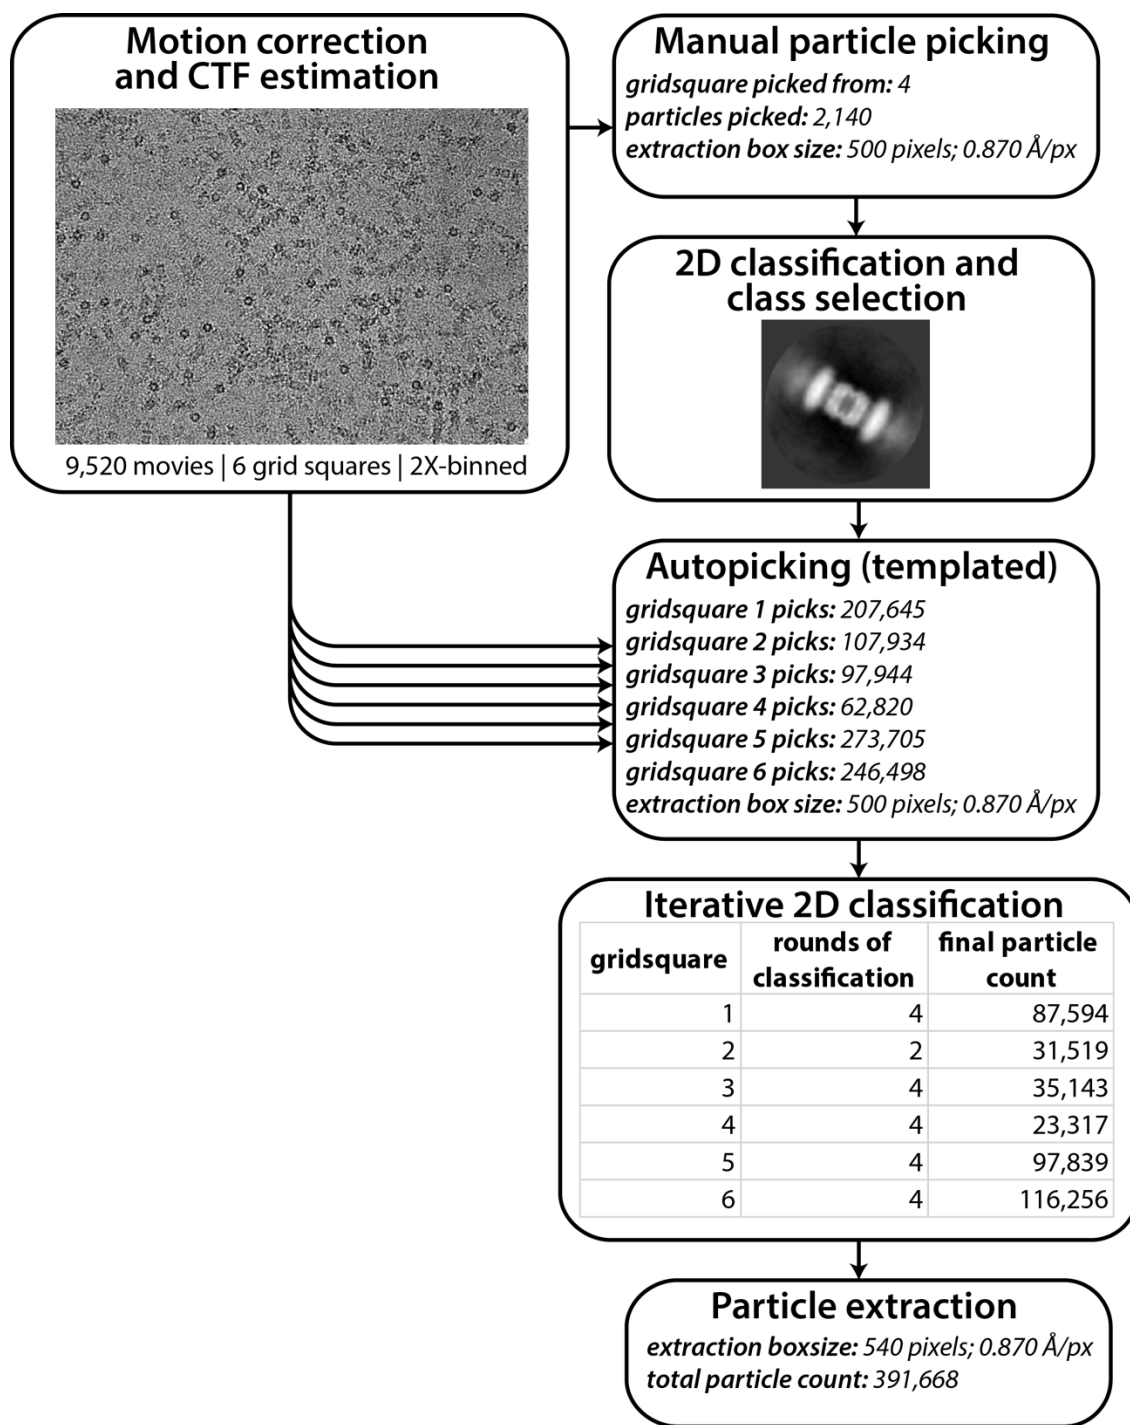 Motion correction
and CTF estimation
9,520 movies | 6 grid squares | 2X-binned
Manual particle picking
gridsquare picked from: 4
particles picked: 2,140
extraction box size: 500 pixels; 0.870 Å/px
2D classification and
class selection
Autopicking (templated)
gridsquare 1 picks: 207,645
gridsquare 2 picks: 107,934
gridsquare 3 picks: 97,944
gridsquare 4 picks: 62,820
gridsquare 5 picks: 273,705
gridsquare 6 picks: 246,498
extraction box size: 500 pixels; 0.870 Å/px
Iterative 2D classification
gridsquare rounds of classification final particle count
1 4 87,594
2 2 31,519
3 4 35,143
4 4 23,317
5 4 97,839
6 4 116,256
Particle extraction
extraction boxsize: 540 pixels; 0.870 Å/px
total particle count: 391,668